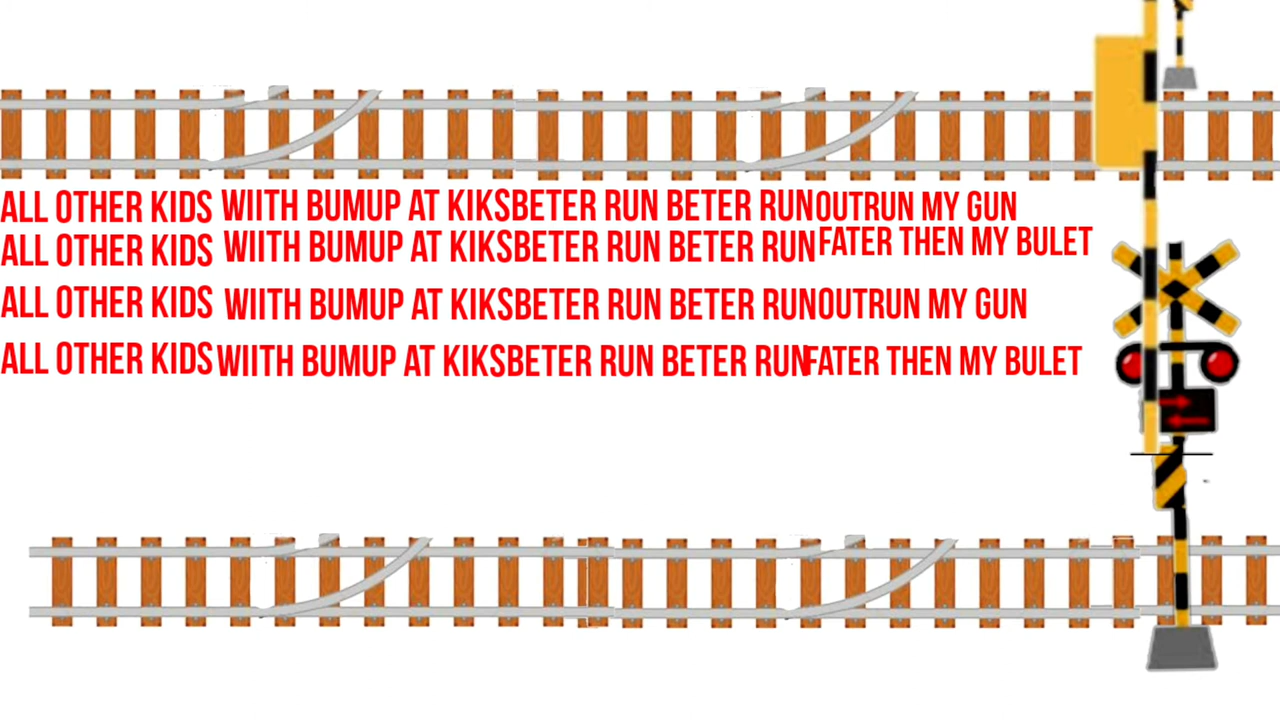 ALL OTHER KIDS WIITH BUMUP AT KIKSBETER RUN BETER RUNOUTRUN MY GUN
ALL OTHER KIDS WIITH BUMUP AT KIKSBETER RUN BETER RUNFATER THEN MY BULET
ALL OTHER KIDS WIITH BUMUP AT KIKSBETER RUN BETER RUNOUTRUN MY GUN
ALL OTHER KIDS WIITH BUMUP AT KIKSBETER RUN BETER RUNFATER THEN MY BULET